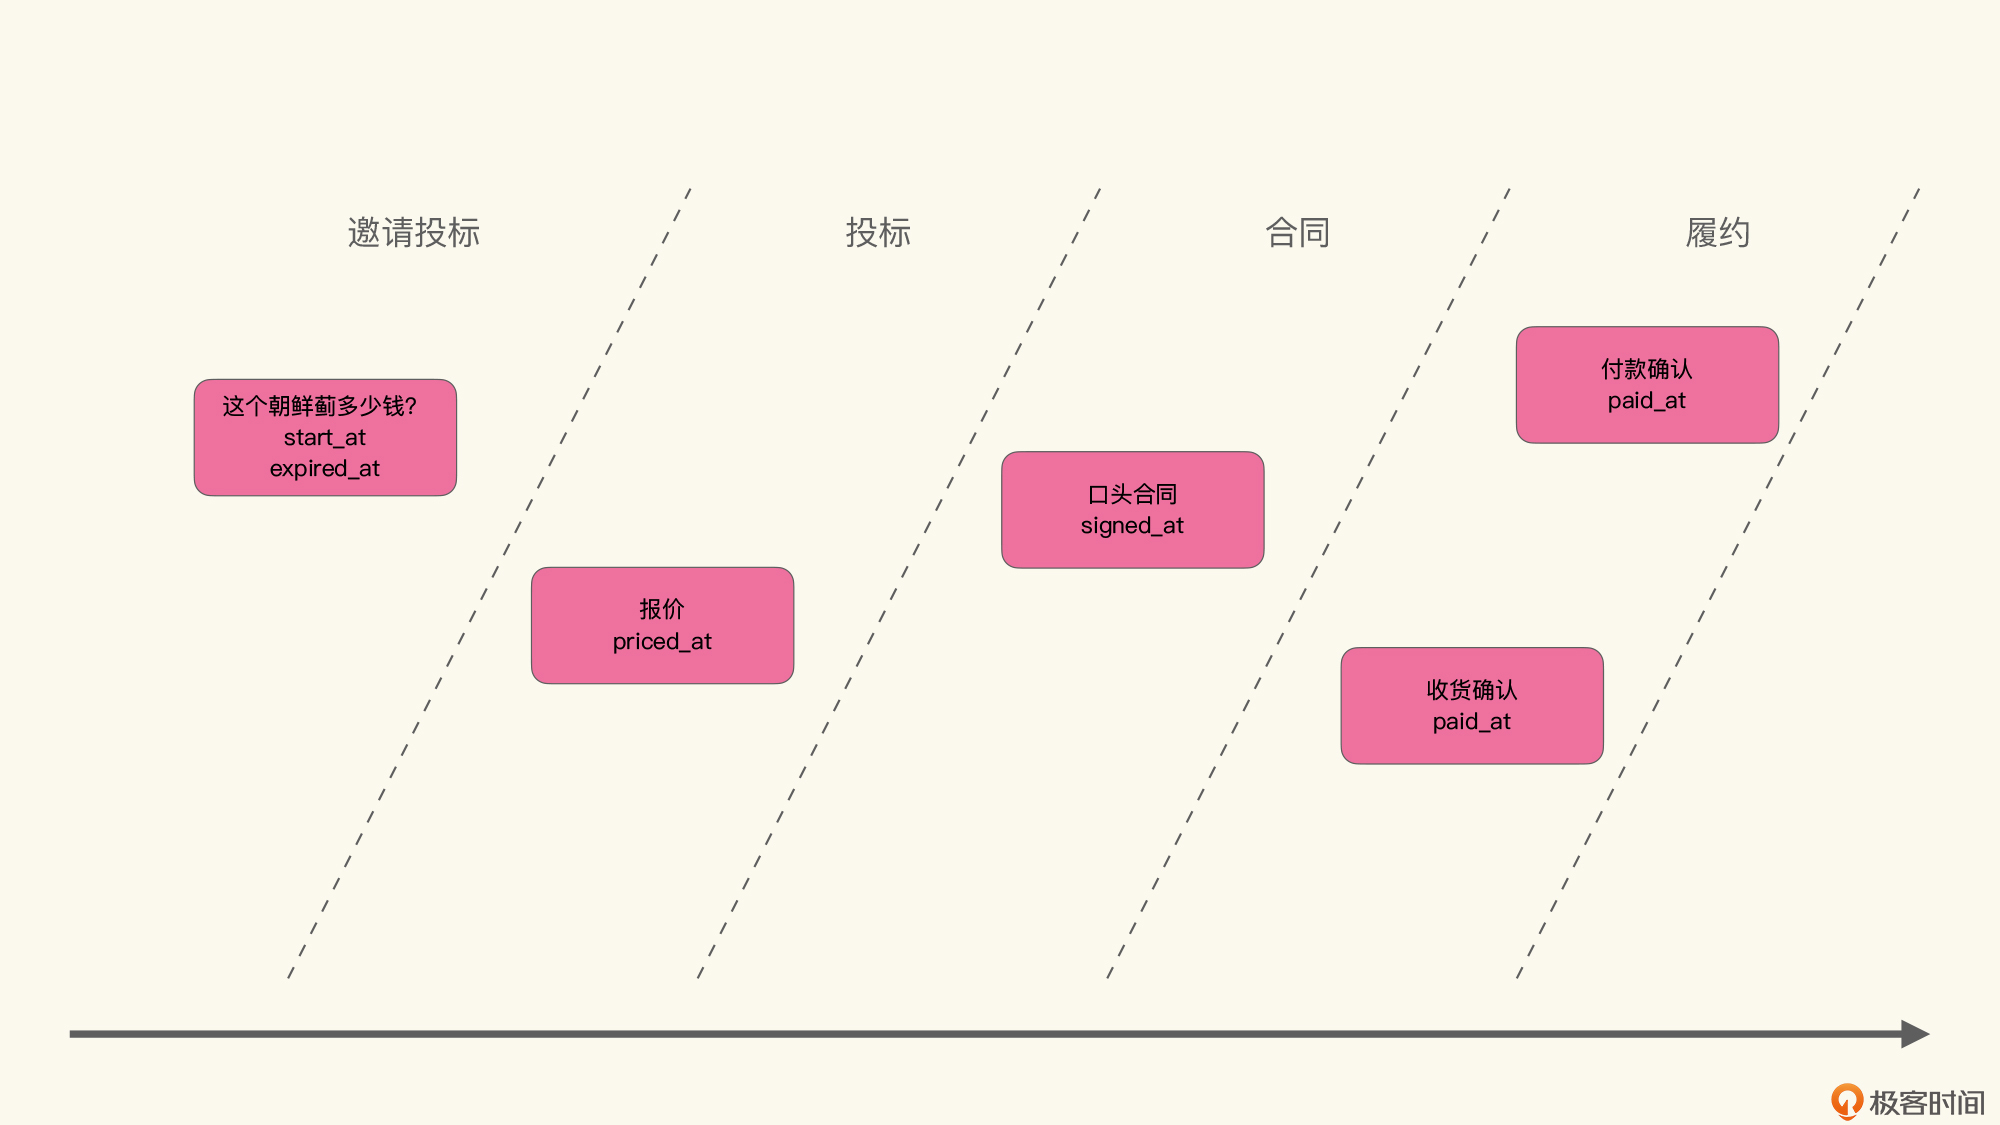 邀请投标
投标
合同
履约
这个朝鲜蓟多少钱?
start_at
expired_at
报价
priced_at
口头合同
signed_at
付款确认
paid_at
收货确认
paid_at
极客时间